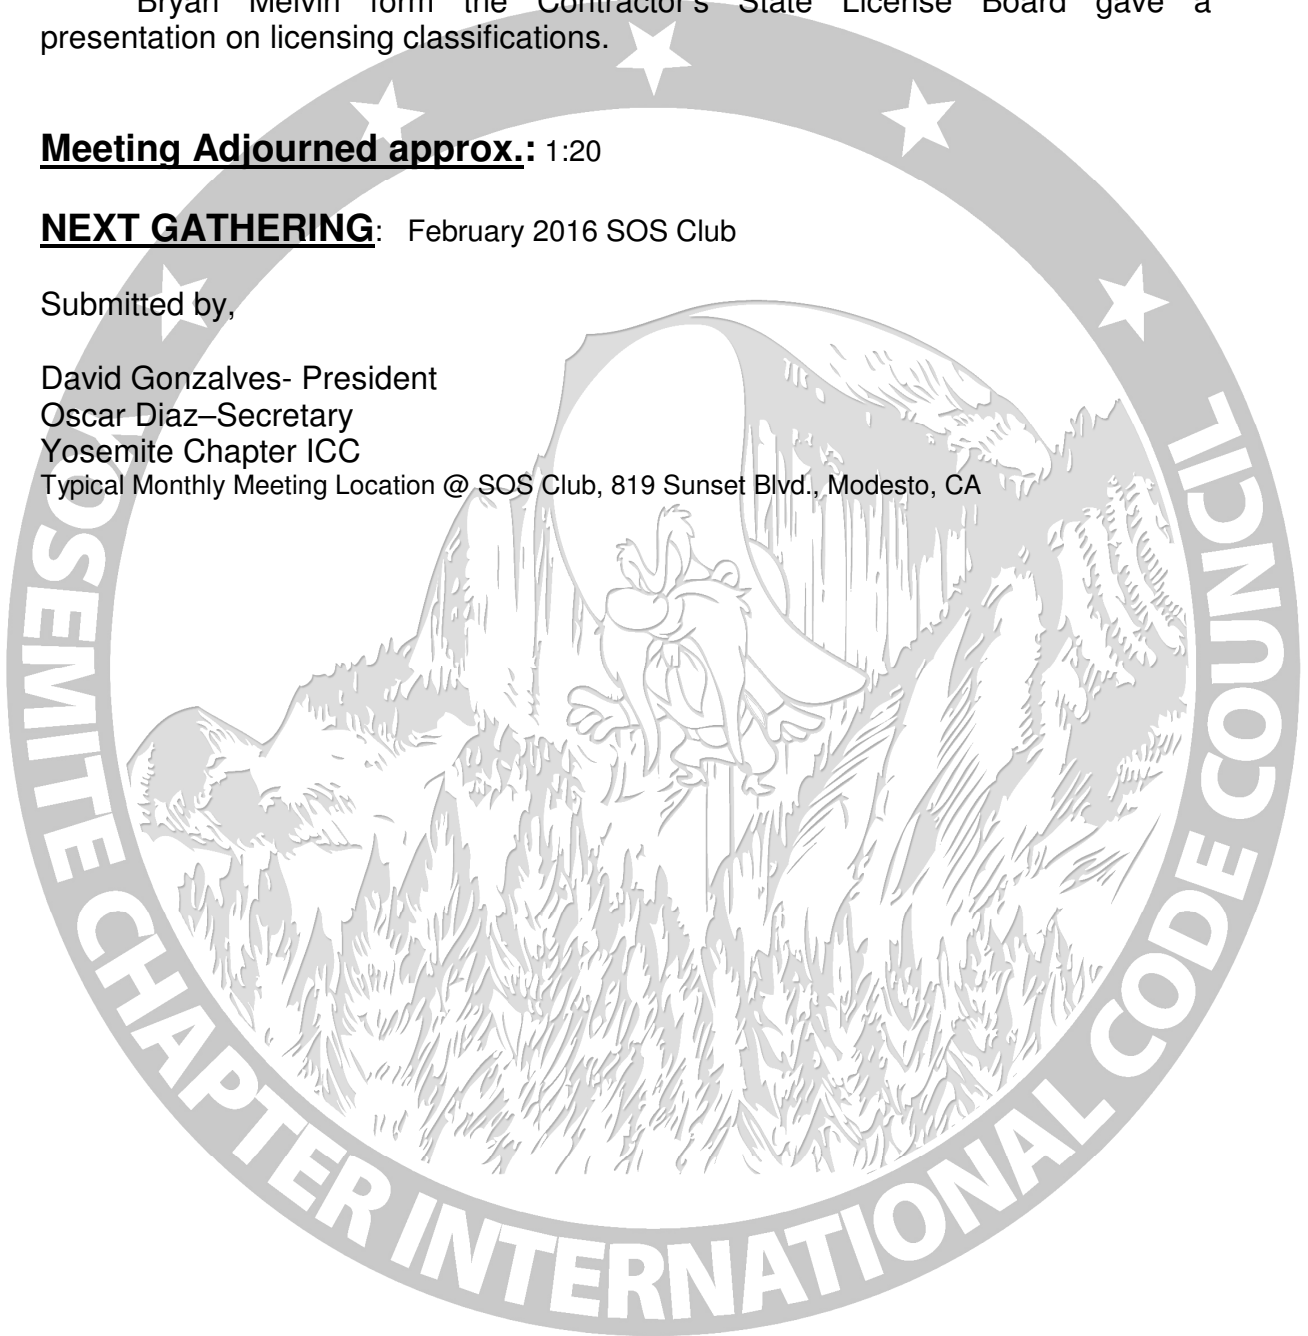 Bryan Melvin form the Contractor's State License Board gave a
presentation on licensing classifications.
Meeting Adjourned approx.: 1:20
NEXT GATHERING: February 2016 SOS Club
Submitted by,
David Gonzalves- President
Oscar Diaz–Secretary
Yosemite Chapter ICC
Typical Monthly Meeting Location @ SOS Club, 819 Sunset Blvd., Modesto, CA
YOSEMITE CHAPTER INTERNATIONAL CODE COUNCIL